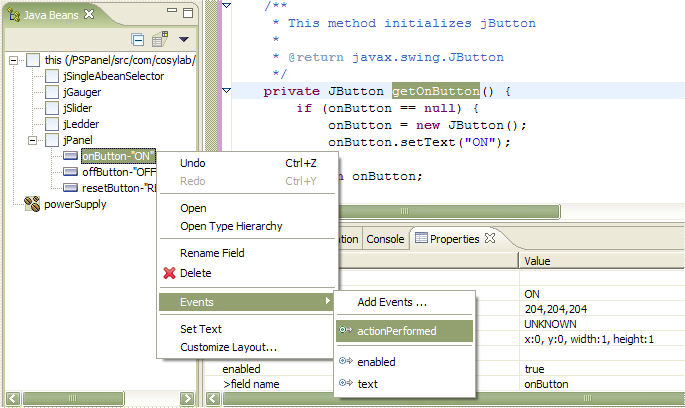 Java Beans
this (/PSPanel/src/com/cosylab/
jSingleAbeanSelector
jGauger
jSlider
jLedder
jPanel
onButton-"ON"
offButton-"OFF
resetButton-"RE
powerSupply
/**
* This method initializes jButton
*
* @return javax.swing.JButton
*/
private JButton getOnButton() {
if (onButton == null) {
onButton = new JButton();
onButton.setText("ON");
onButton;
Undo Ctrl+Z
Redo Ctrl+Y
Open
Open Type Hierarchy
Rename Field
Delete
Events
Set Text
Customize Layout...
Add Events ...
actionPerformed
enabled
text
Console Properties
Value
ON
204,204,204
UNKNOWN
x:0, y:0, width:1, height:1
enabled true
>field name onButton